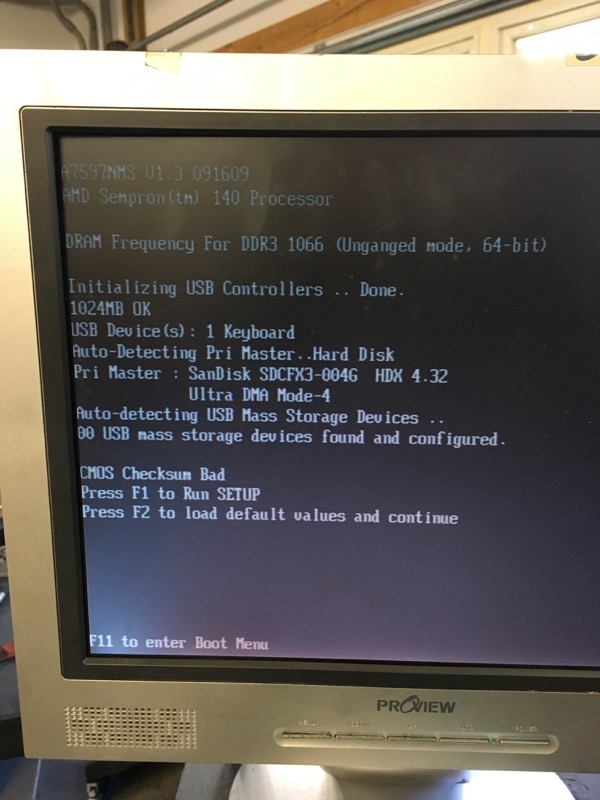 A7597NMS V1.3 091609
AMD Sempron(tm) 140 Processor
DRAM Frequency For DDR3 1066 (Unganged mode, 64-bit)
Initializing USB Controllers .. Done.
1024MB OK
USB Device(s): 1 Keyboard
Auto-Detecting Pri Master..Hard Disk
Pri Master : SanDisk SDCFX3-004G HDX 4.32
Ultra DMA Mode-4
Auto-detecting USB Mass Storage Devices ..
00 USB mass storage devices found and configured.
CMOS Checksum Bad
Press F1 to Run SETUP
Press F2 to load default values and continue
F11 to enter Boot Menu
PROVIEW